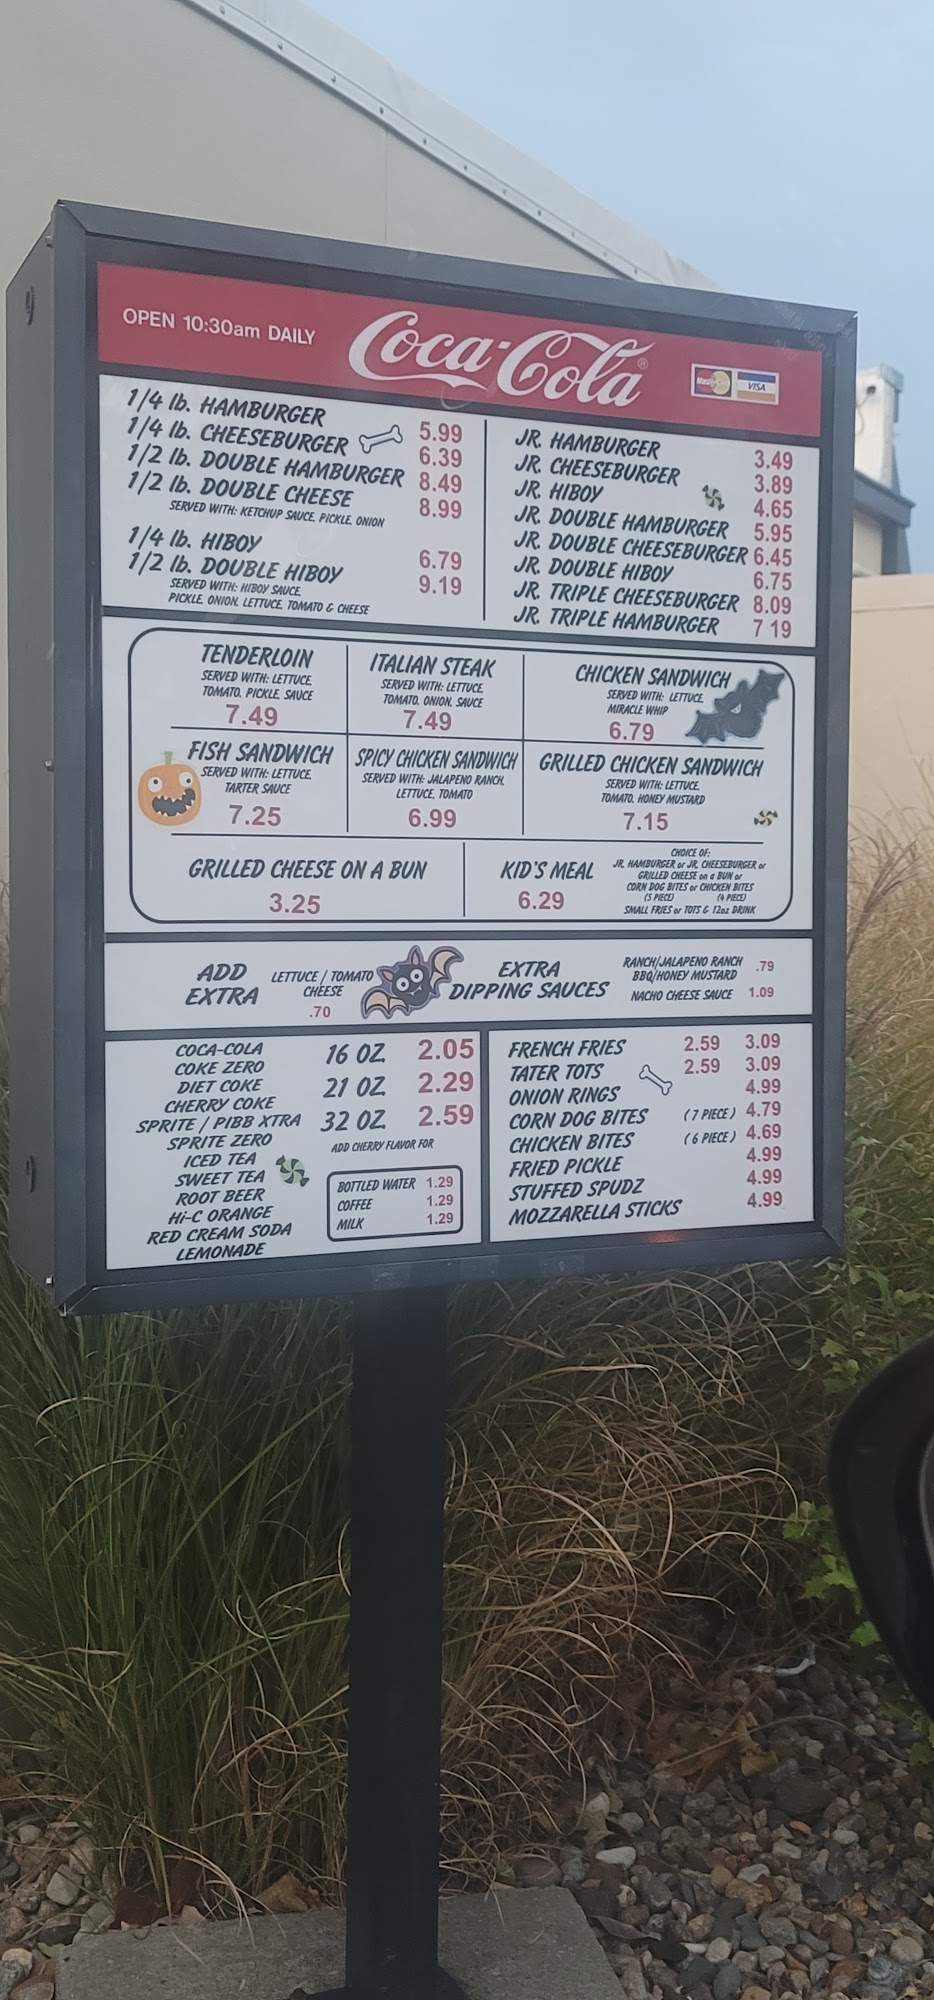 OPEN 10:30am DAILY
Coca-Cola®
MasterCard VISA
1/4 lb. HAMBURGER 5.99
1/4 lb. CHEESEBURGER 6.39
1/2 lb. DOUBLE HAMBURGER 8.49
1/2 lb. DOUBLE CHEESE 8.99
SERVED WITH: KETCHUP SAUCE, PICKLE, ONION
1/4 lb. HIBOY 6.79
1/2 lb. DOUBLE HIBOY 9.19
SERVED WITH: HIBOY SAUCE,
PICKLE, ONION, LETTUCE, TOMATO & CHEESE
JR. HAMBURGER 3.49
JR. CHEESEBURGER 3.89
JR. HIBOY 4.65
JR. DOUBLE HAMBURGER 5.95
JR. DOUBLE CHEESEBURGER 6.45
JR. DOUBLE HIBOY 6.75
JR. TRIPLE CHEESEBURGER 8.09
JR. TRIPLE HAMBURGER 7 19
TENDERLOIN
SERVED WITH: LETTUCE,
TOMATO, PICKLE, SAUCE
7.49
ITALIAN STEAK
SERVED WITH: LETTUCE,
TOMATO, ONION, SAUCE
7.49
CHICKEN SANDWICH
SERVED WITH: LETTUCE,
MIRACLE WHIP
6.79
FISH SANDWICH
SERVED WITH: LETTUCE,
TARTER SAUCE
7.25
SPICY CHICKEN SANDWICH
SERVED WITH: JALAPENO RANCH,
LETTUCE, TOMATO
6.99
GRILLED CHICKEN SANDWICH
SERVED WITH: LETTUCE,
TOMATO, HONEY MUSTARD
7.15
GRILLED CHEESE ON A BUN
3.25
KID'S MEAL
6.29
CHOICE OF:
JR. HAMBURGER or JR. CHEESEBURGER or
GRILLED CHEESE on a BUN or
CORN DOG BITES or CHICKEN BITES
(5 PIECE) (4 PIECE)
SMALL FRIES or TOTS & 12oz DRINK
ADD
EXTRA
LETTUCE / TOMATO
CHEESE
.70
EXTRA
DIPPING SAUCES
RANCH/JALAPENO RANCH
BBQ/HONEY MUSTARD .79
NACHO CHEESE SAUCE 1.09
COCA-COLA
COKE ZERO
DIET COKE
CHERRY COKE
SPRITE / PIBB XTRA
SPRITE ZERO
ICED TEA
SWEET TEA
ROOT BEER
Hi-C ORANGE
RED CREAM SODA
LEMONADE
16 OZ. 2.05
21 OZ. 2.29
32 OZ. 2.59
ADD CHERRY FLAVOR FOR
BOTTLED WATER 1.29
COFFEE 1.29
MILK 1.29
FRENCH FRIES 2.59 3.09
TATER TOTS 2.59 3.09
ONION RINGS 4.99
CORN DOG BITES (7 PIECE) 4.79
CHICKEN BITES (6 PIECE) 4.69
FRIED PICKLE 4.99
STUFFED SPUDZ 4.99
MOZZARELLA STICKS 4.99